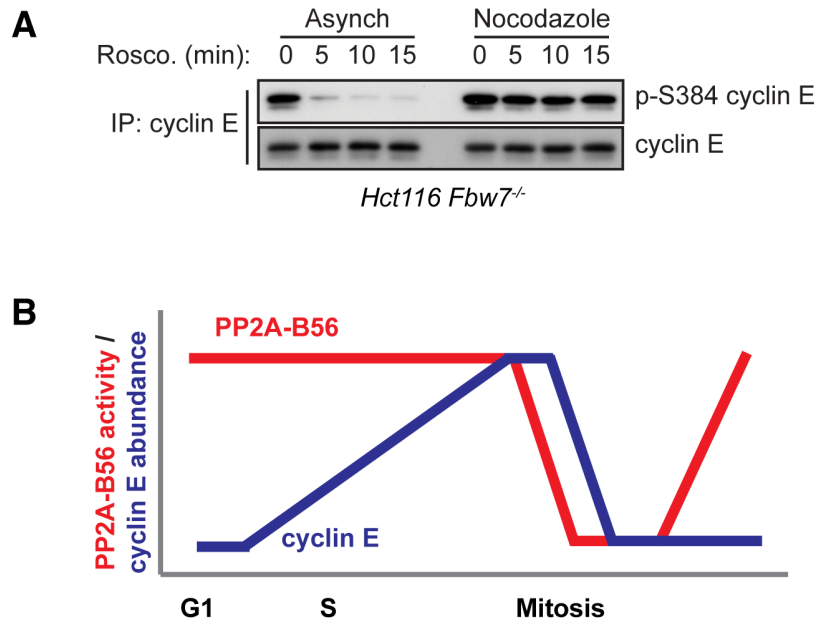 A
Asynch Nocodazole
Rosco. (min): 0 5 10 15 0 5 10 15
p-S384 cyclin E
IP: cyclin E
cyclin E
Hct116 Fbw7-/-
B
PP2A-B56 activity /
cyclin E abundance
PP2A-B56
cyclin E
G1 S Mitosis